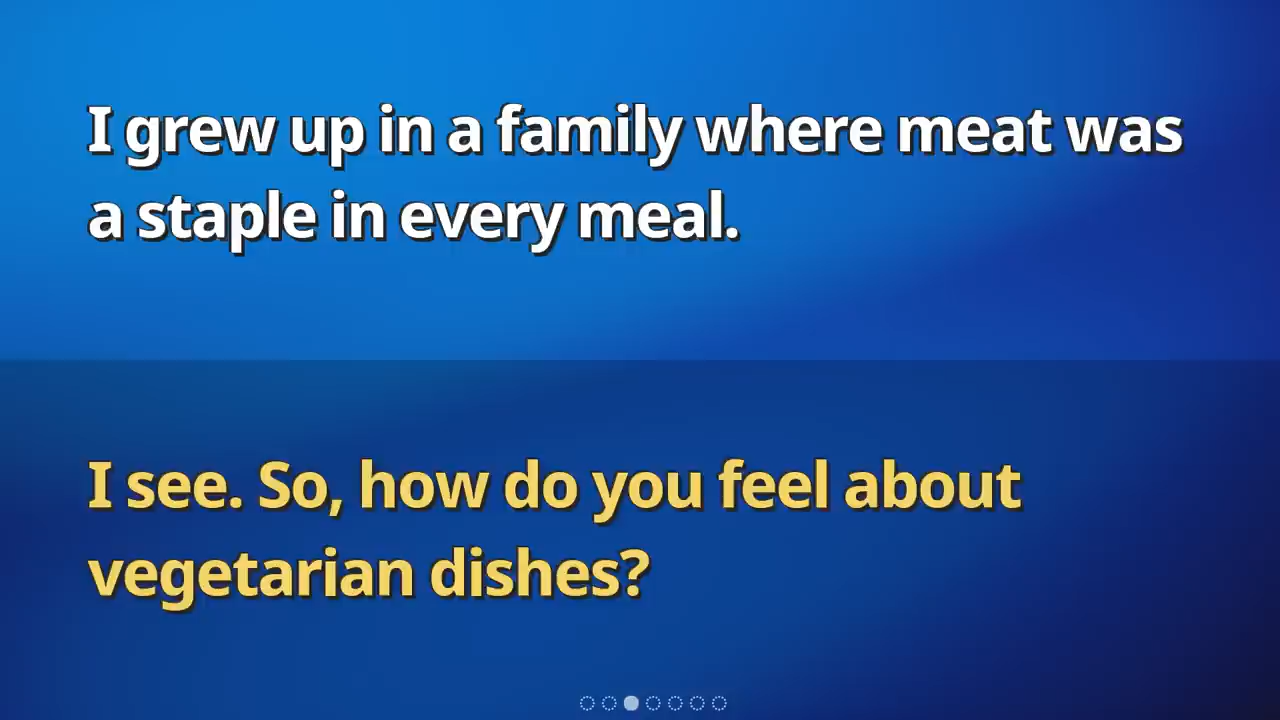 I grew up in a family where meat was
a staple in every meal.
I see. So, how do you feel about
vegetarian dishes?